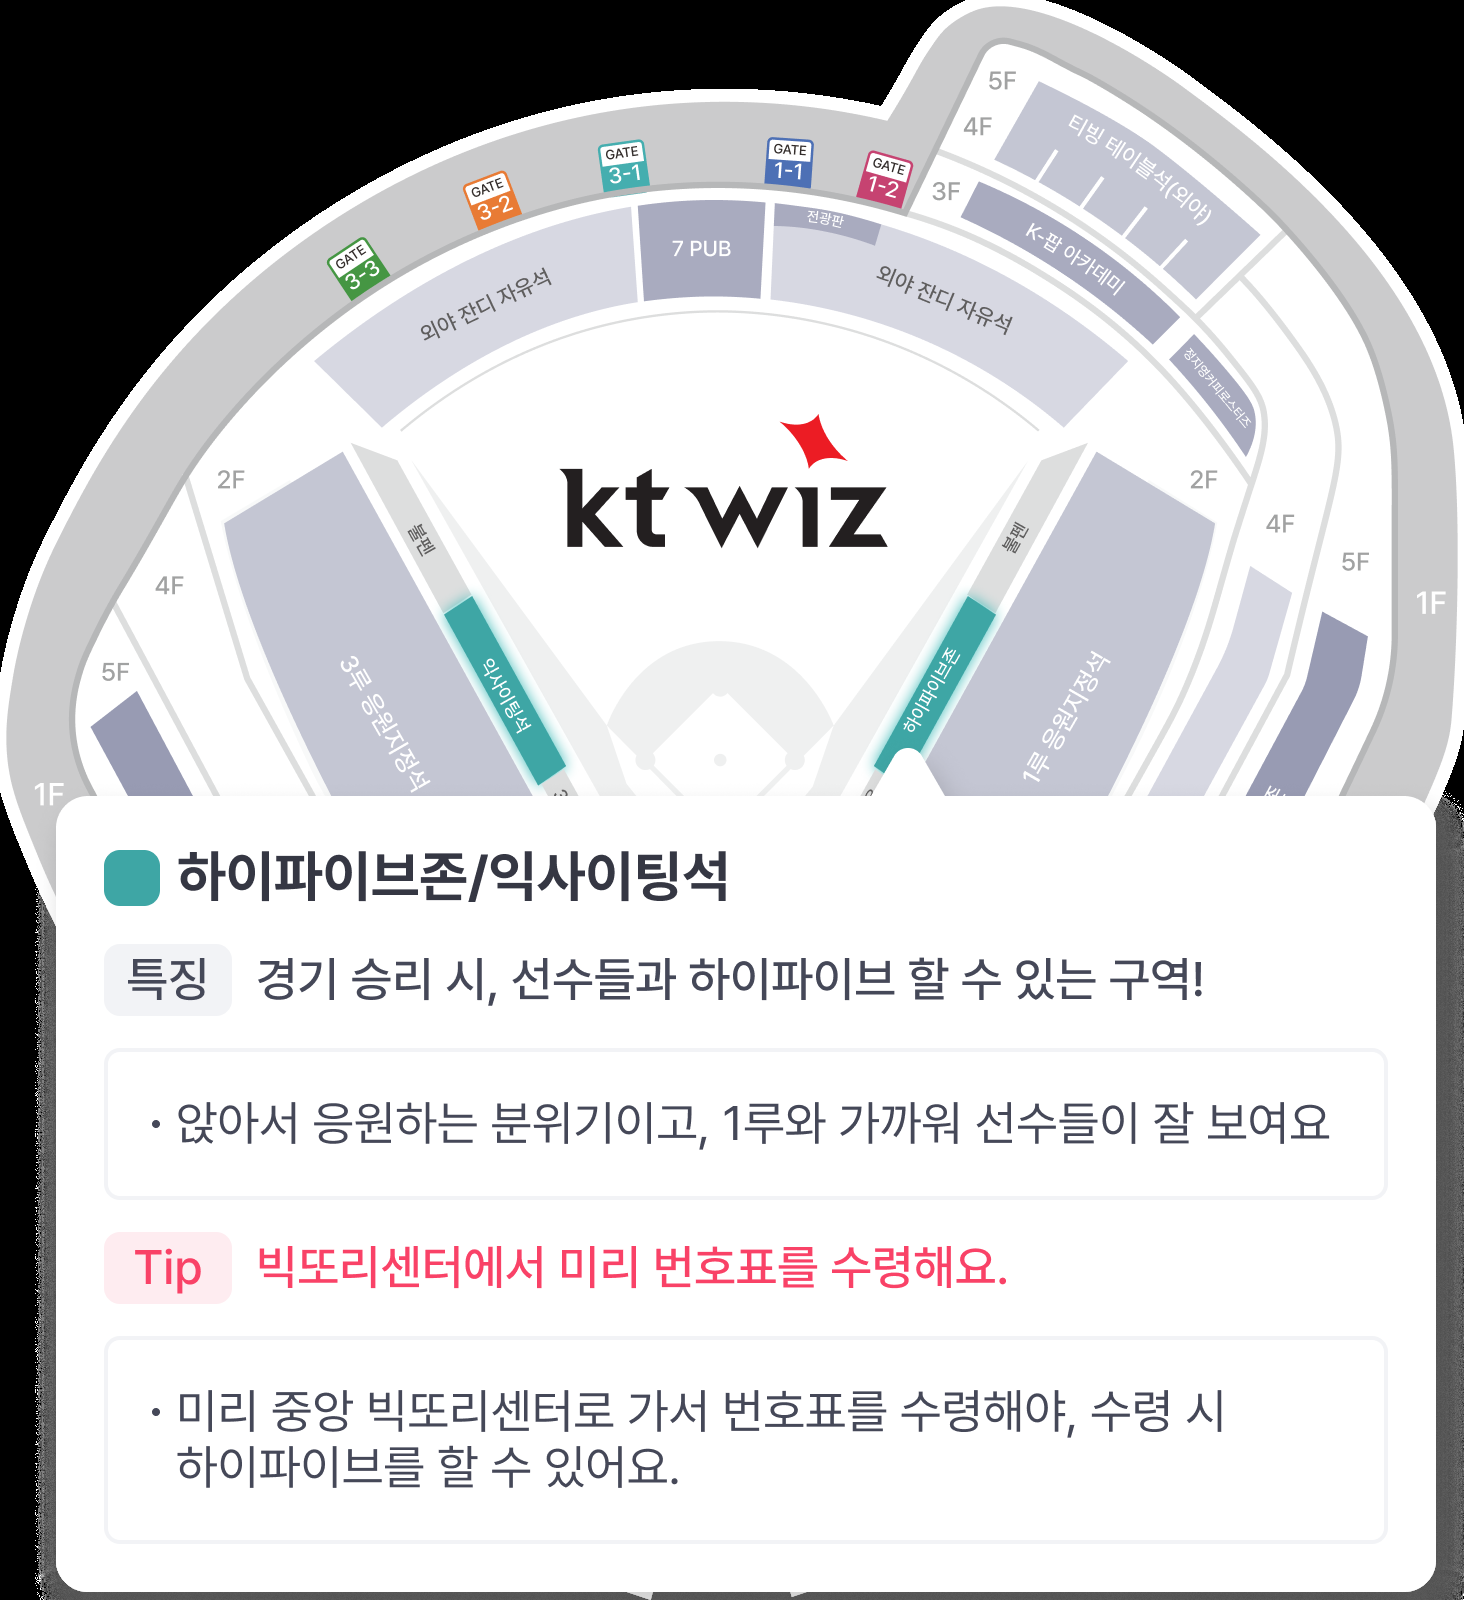 5F
티빙 테이블석(외야)
4F
GATE
3-1
GATE
1-1
GATE
1-2
3F
GATE
3-2
K-팝 아카데미
전광판
7 PUB
GATE
3-3
외야 잔디 자유석
외야 잔디 자유석
정지영커피로스터즈
kt wiz
2F
2F
불펜
불펜
4F
4F
5F
5F
1F
1F
3루 응원지정석
익사이팅석
하이파이브존
1루 응원지정석
하이파이브존/익사이팅석
특징 경기 승리 시, 선수들과 하이파이브 할 수 있는 구역!
• 앉아서 응원하는 분위기이고, 1루와 가까워 선수들이 잘 보여요
Tip 빅또리센터에서 미리 번호표를 수령해요.
• 미리 중앙 빅또리센터로 가서 번호표를 수령해야, 수령 시
하이파이브를 할 수 있어요.